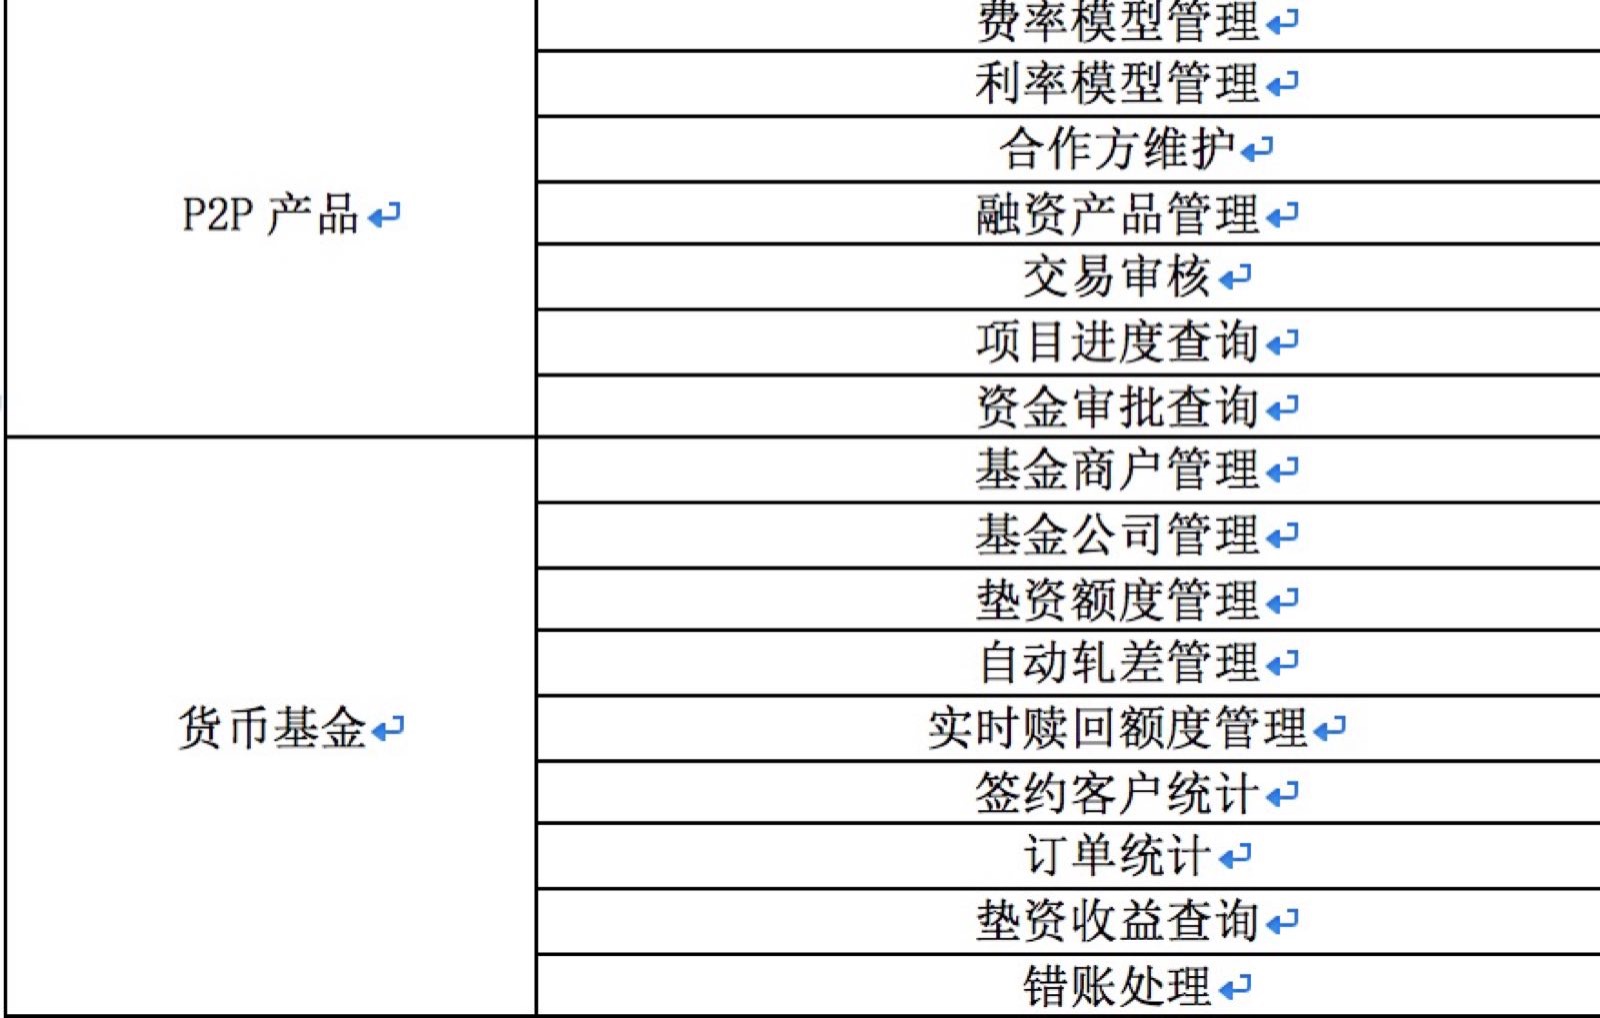 费率模型管理
利率模型管理
合作方维护
P2P 产品
融资产品管理
交易审核
项目进度查询
资金审批查询
基金商户管理
基金公司管理
垫资额度管理
自动轧差管理
货币基金
实时赎回额度管理
签约客户统计
订单统计
垫资收益查询
错账处理